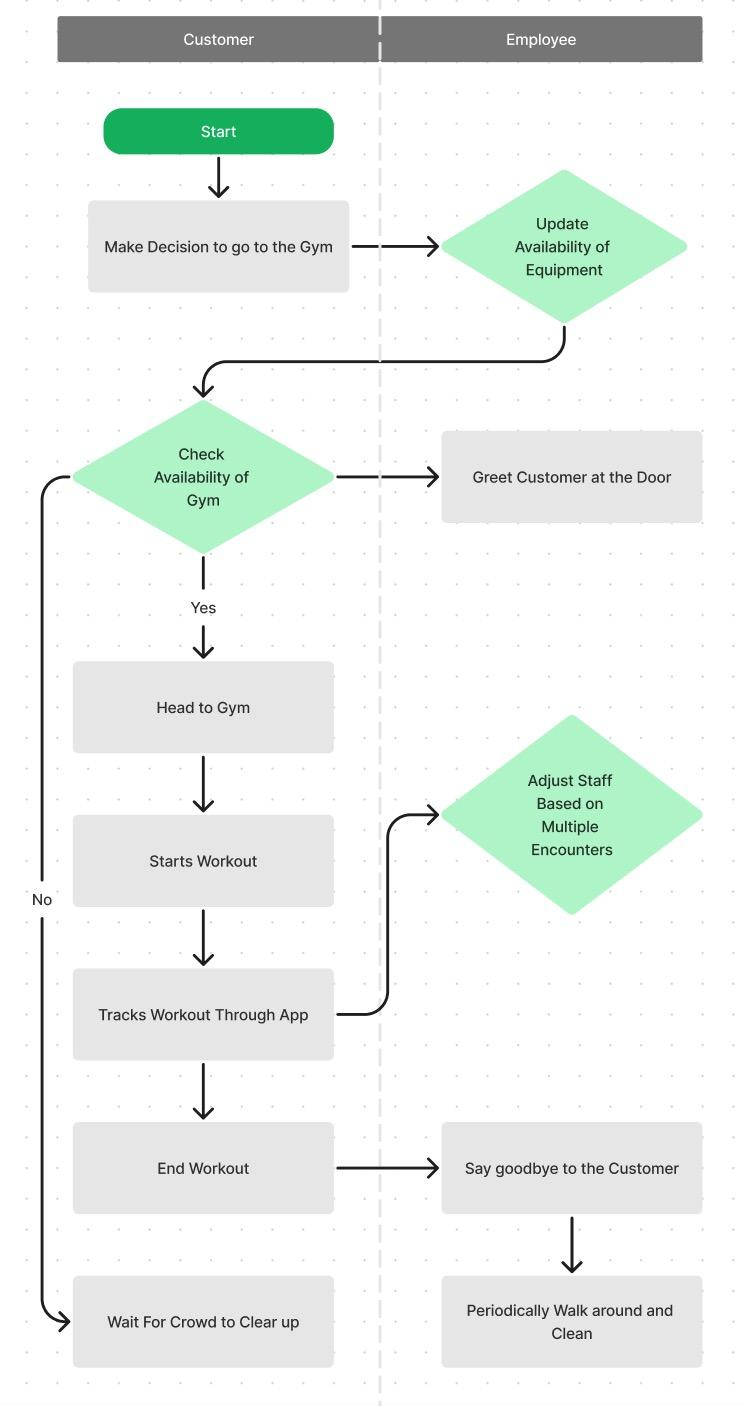 Customer
Employee
Start
Make Decision to go to the Gym
Update
Availability of
Equipment
Check
Availability of
Gym
Greet Customer at the Door
Yes
Head to Gym
Adjust Staff
Based on
Multiple
Encounters
Starts Workout
No
Tracks Workout Through App
End Workout
Say goodbye to the Customer
Wait For Crowd to Clear up
Periodically Walk around and
Clean